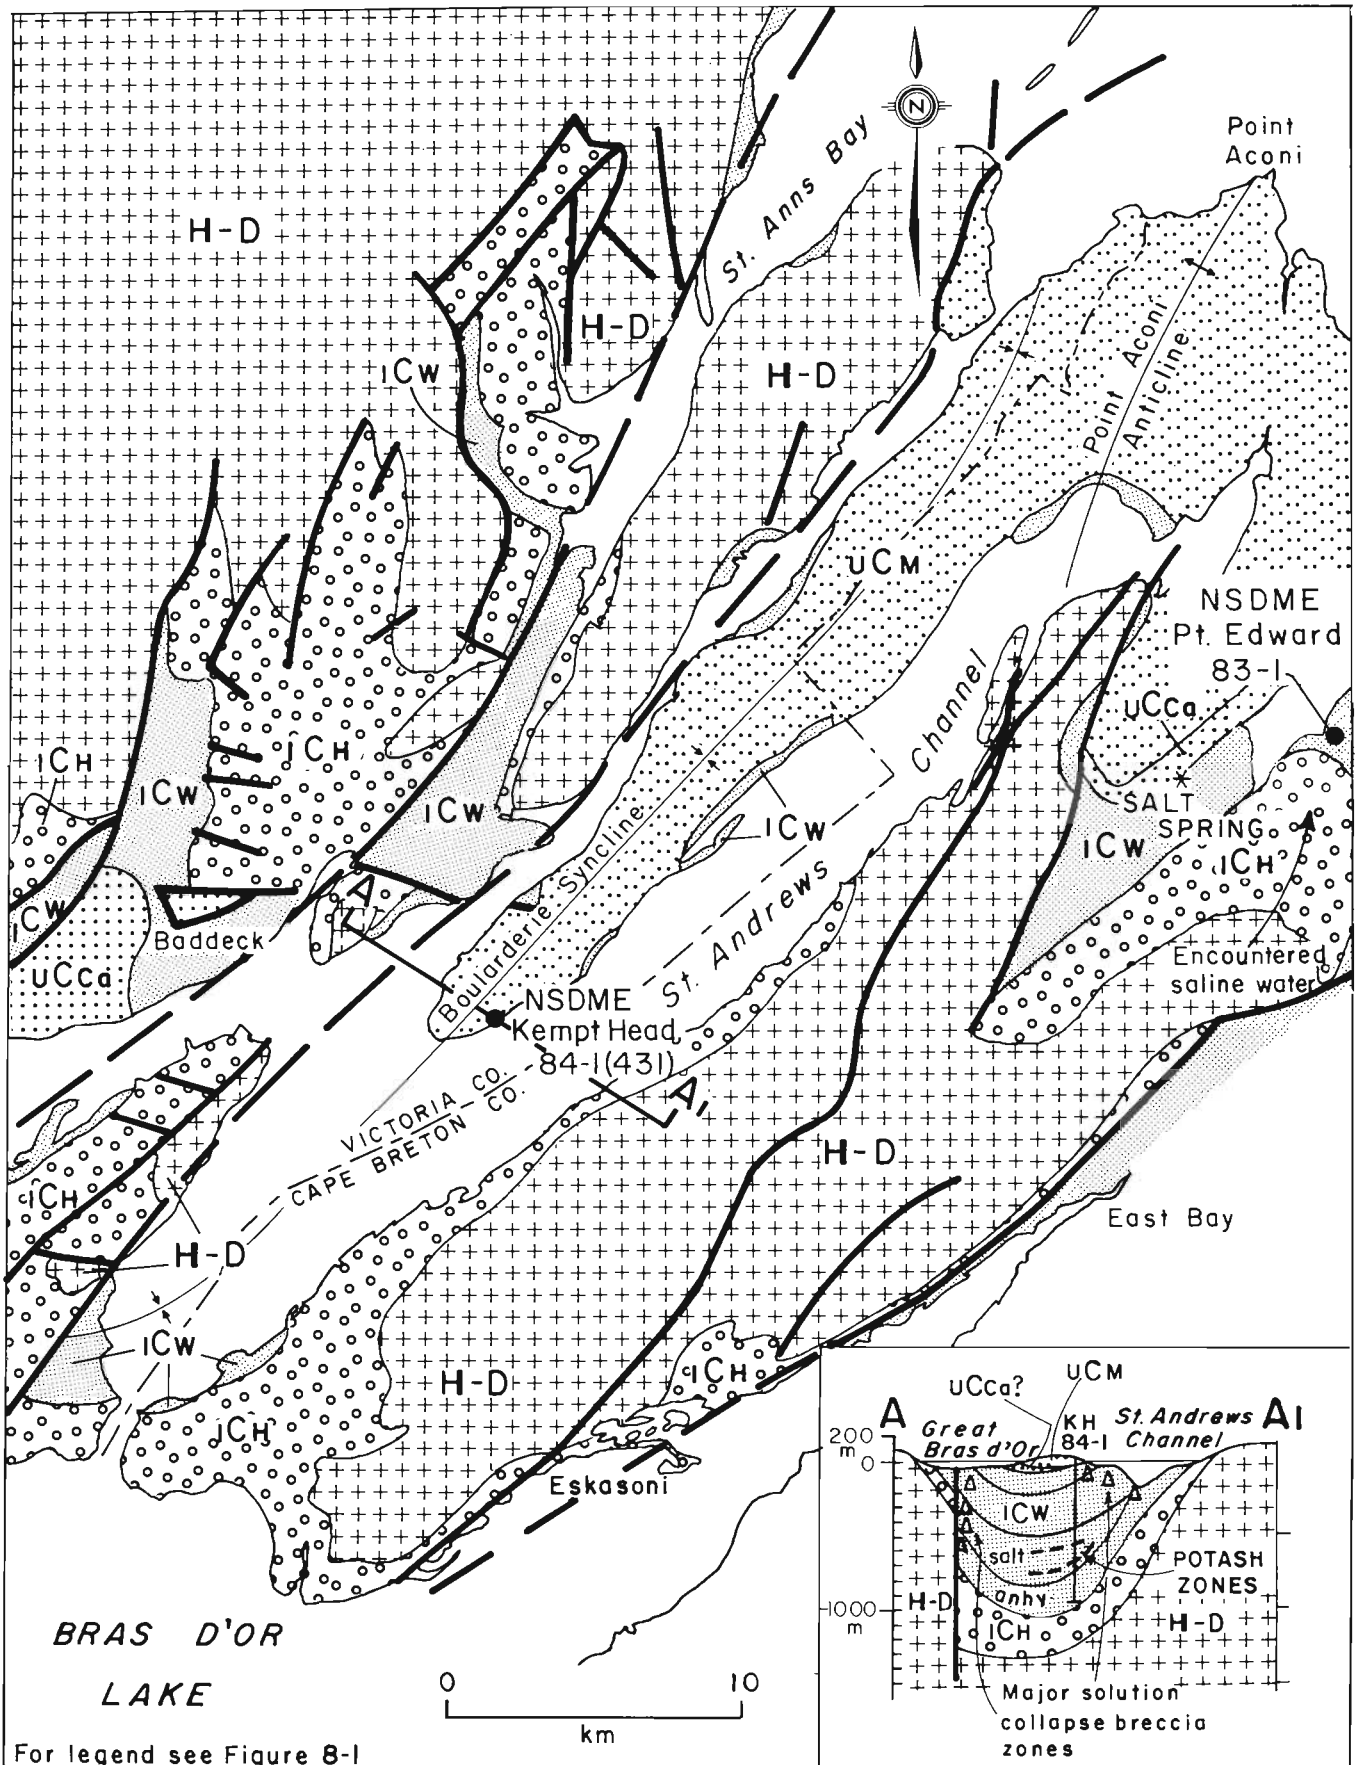 N
Point
Aconi
St. Anns Bay
H-D
H-D
lCW
H-D
Point Aconi
Anticline
UCM
NSDME
Pt. Edward
83-1
UCca
Channel
lCH
lCW
lCH
lCW
lCW
SALT
SPRING
lCW
lCH
lCW
Baddeck
A
UCca
Boularderie Syncline
St. Andrews
Encountered
saline water
NSDME
Kempt Head
84-1(431)
A1
VICTORIA CO.
CAPE BRETON CO.
H-D
lCH
East Bay
H-D
lCW
H-D
lCH
lCH
Eskasoni
BRAS D'OR
LAKE
0 10
km
For legend see Figure 8-1
UCca?
UCM
A
Great
Bras d'Or
KH
84-1
St. Andrews
Channel
A1
200
m
0
lCW
salt
POTASH
ZONES
anhy
H-D
1000
m
lCH
H-D
Major solution
collapse breccia
zones